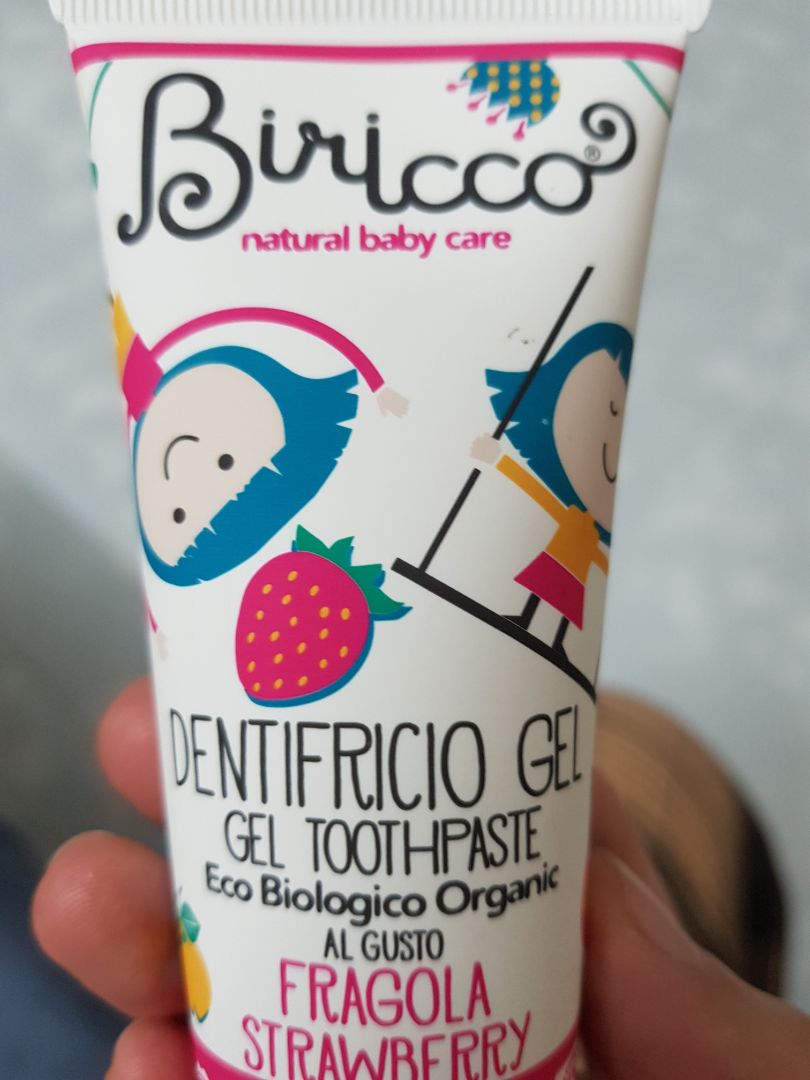 Biricco®
natural baby care
DENTIFRICIO GEL
GEL TOOTHPASTE
Eco Biologico Organic
AL GUSTO
FRAGOLA
STRAWBERRY